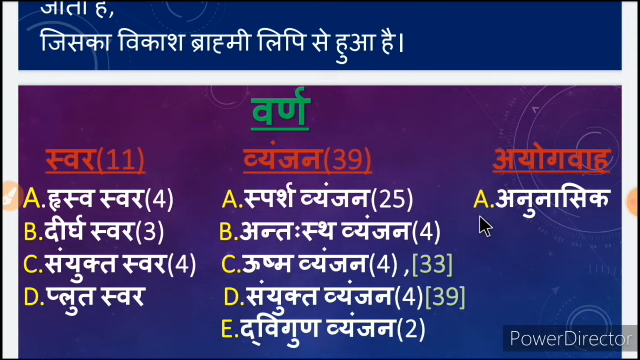 जाता है,
जिसका विकाश ब्राह्मी लिपि से हुआ है।
वर्ण
स्वर(11) व्यंजन(39) अयोगवाह
A.हृस्व स्वर(4) A.स्पर्श व्यंजन(25) A.अनुनासिक
B.दीर्घ स्वर(3) B.अन्तःस्थ व्यंजन(4)
C.संयुक्त स्वर(4) C.ऊष्म व्यंजन(4) ,[33]
D.प्लुत स्वर D.संयुक्त व्यंजन(4)[39]
E.द्विगुण व्यंजन(2)
PowerDirector